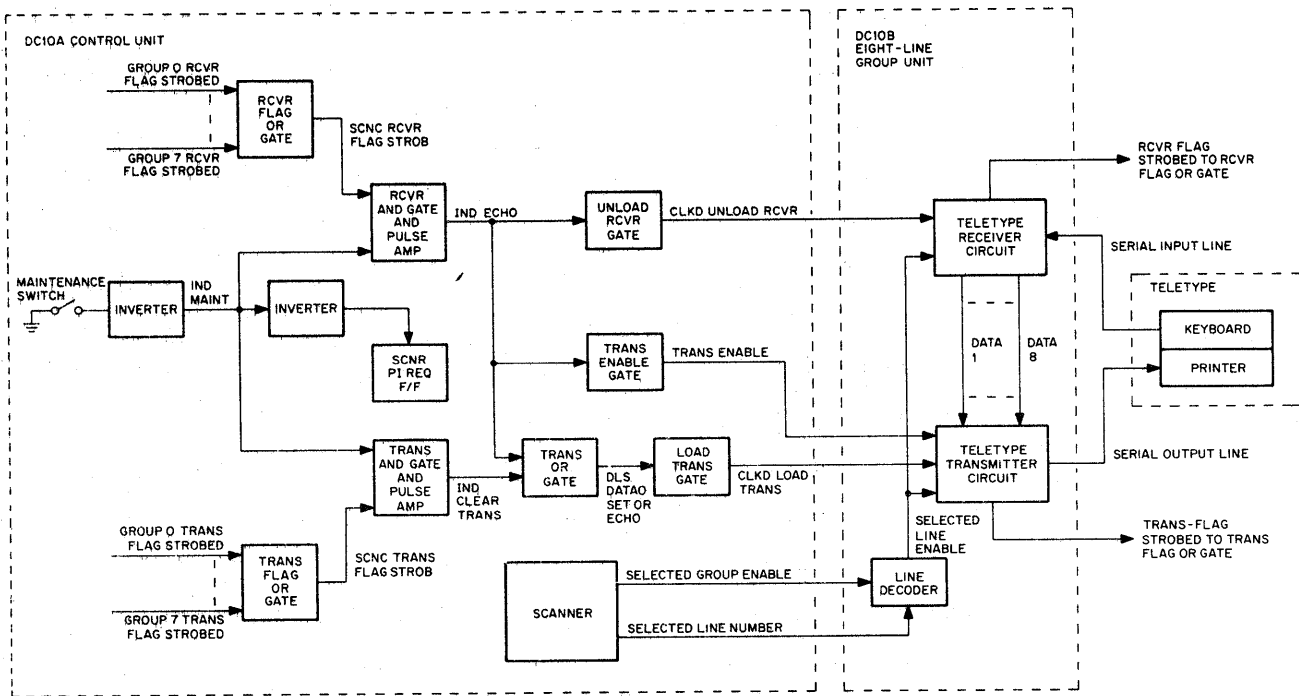 DC10A CONTROL UNIT
GROUP 0 RCVR
FLAG STROBED
RCVR
FLAG
OR
GATE
GROUP 7 RCVR
FLAG STROBED
SCNC RCVR
FLAG STROB
RCVR
AND GATE
AND
PULSE
AMP
IND ECHO
UNLOAD
RCVR
GATE
CLKD UNLOAD RCVR
MAINTENANCE
SWITCH
INVERTER
IND
MAINT
INVERTER
SCNR
PI REQ
F/F
TRANS
ENABLE
GATE
TRANS ENABLE
TRANS
AND GATE
AND
PULSE
AMP
IND
CLEAR
TRANS
TRANS
OR
GATE
DLS
DATAO
SET OR
ECHO
LOAD
TRANS
GATE
CLKD LOAD
TRANS
GROUP 0 TRANS
FLAG STROBED
TRANS
FLAG
OR
GATE
GROUP 7 TRANS
FLAG STROBED
SCNC TRANS
FLAG STROB
SCANNER
SELECTED GROUP ENABLE
SELECTED LINE NUMBER
DC10B
EIGHT-LINE
GROUP UNIT
TELETYPE
RECEIVER
CIRCUIT
DATA
1
DATA
8
TELETYPE
TRANSMITTER
CIRCUIT
SELECTED
LINE
ENABLE
LINE
DECODER
RCVR FLAG
STROBED TO RCVR
FLAG OR GATE
SERIAL INPUT LINE
TELETYPE
KEYBOARD
PRINTER
SERIAL OUTPUT LINE
TRANS-FLAG
STROBED TO TRANS
FLAG OR GATE